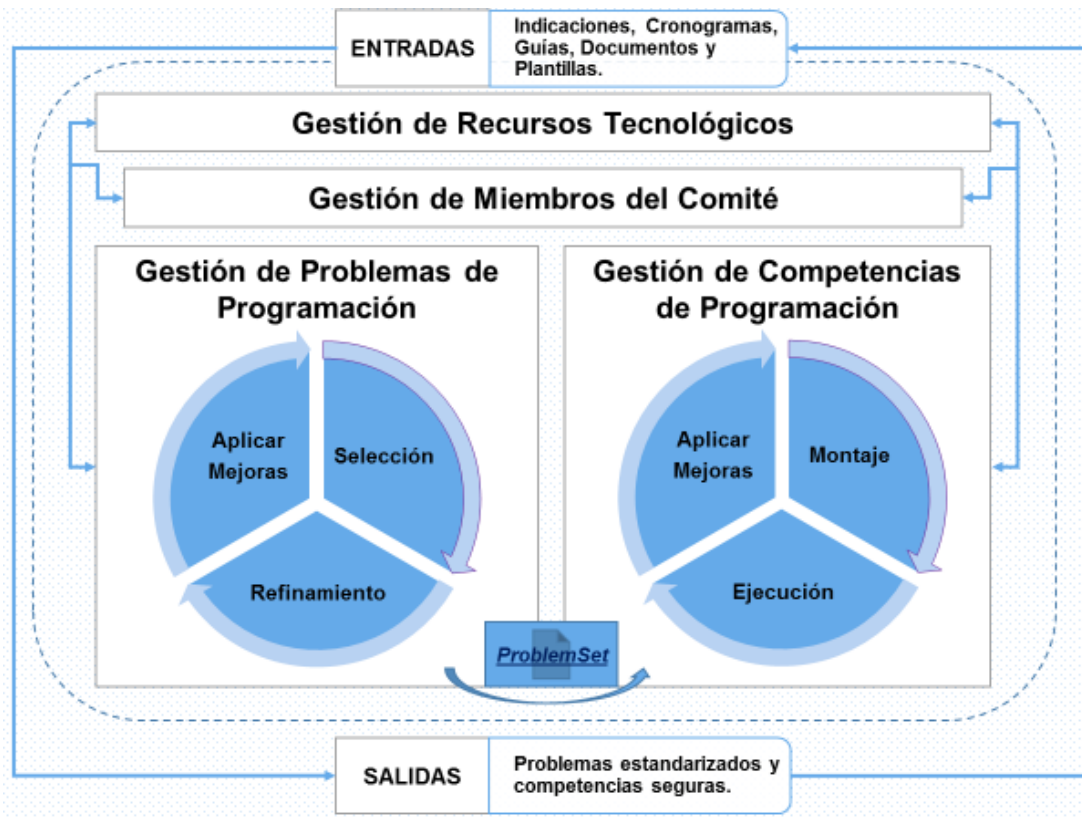 ENTRADAS
Indicaciones, Cronogramas,
Guías, Documentos y
Plantillas.
Gestión de Recursos Tecnológicos
Gestión de Miembros del Comité
Gestión de Problemas de
Programación
Aplicar
Mejoras
Selección
Refinamiento
Gestión de Competencias
de Programación
Aplicar
Mejoras
Montaje
Ejecución
ProblemSet
SALIDAS
Problemas estandarizados y
competencias seguras.